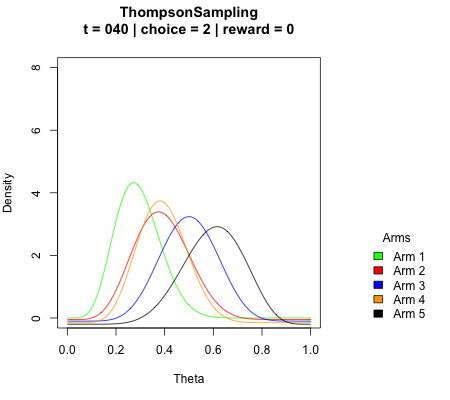 ThompsonSampling
t = 040 | choice = 2 | reward = 0
8
6
4
2
0
Density
0.0 0.2 0.4 0.6 0.8 1.0
Theta
Arms
Arm 1
Arm 2
Arm 3
Arm 4
Arm 5